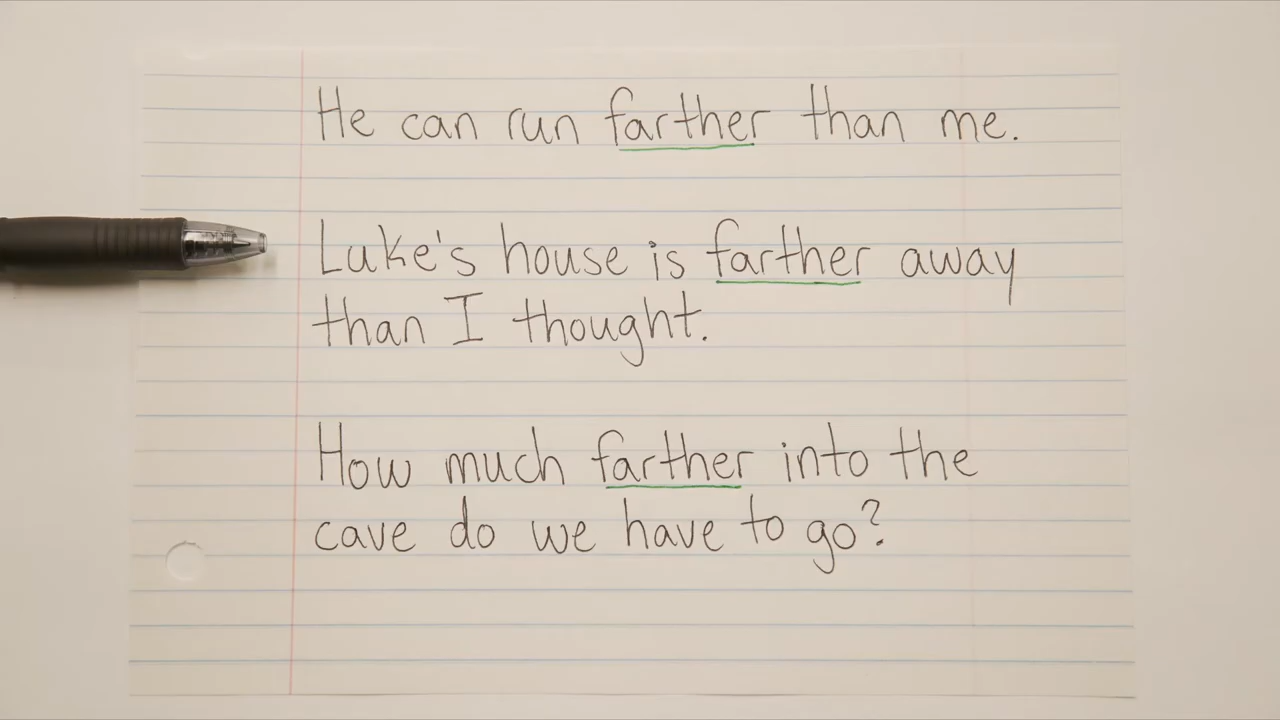 He can run farther than me.
Luke's house is farther away
than I thought.
How much farther into the
cave do we have to go?